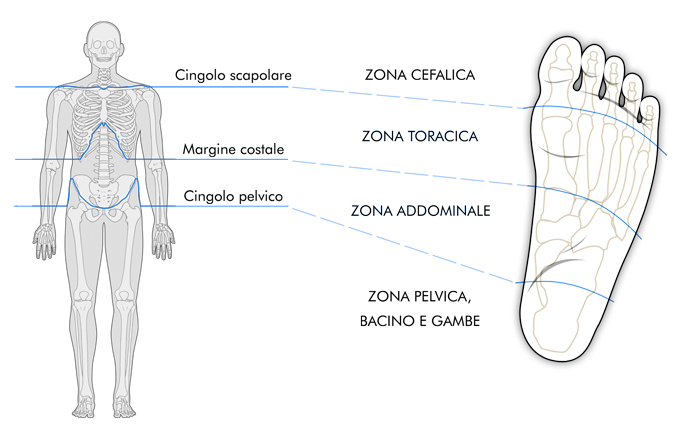 Cingolo scapolare
ZONA CEFALICA
ZONA TORACICA
Margine costale
Cingolo pelvico
ZONA ADDOMINALE
ZONA PELVICA,
BACINO E GAMBE